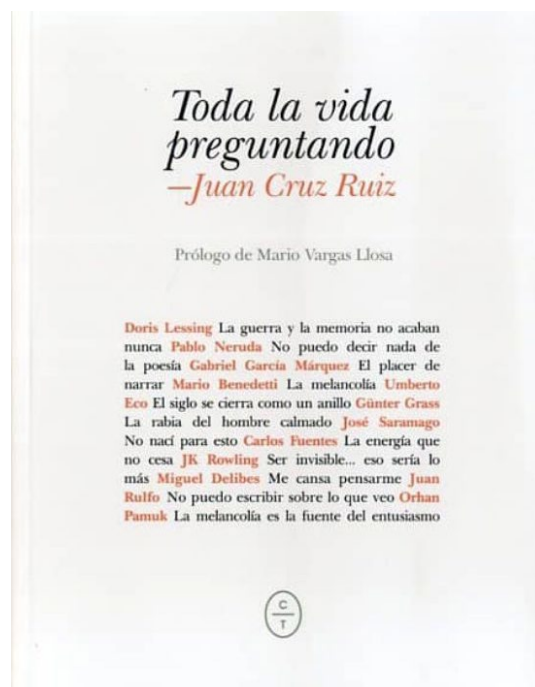 Toda la vida
preguntando
—Juan Cruz Ruiz
Prólogo de Mario Vargas Llosa
Doris Lessing La guerra y la memoria no acaban
nunca Pablo Neruda No puedo decir nada de
la poesía Gabriel García Márquez El placer de
narrar Mario Benedetti La melancolía Umberto
Eco El siglo se cierra como un anillo Günter Grass
La rabia del hombre calmado José Saramago
No nací para esto Carlos Fuentes La energía que
no cesa JK Rowling Ser invisible... eso sería lo
más Miguel Delibes Me cansa pensarme Juan
Rulfo No puedo escribir sobre lo que veo Orhan
Pamuk La melancolía es la fuente del entusiasmo
C
T